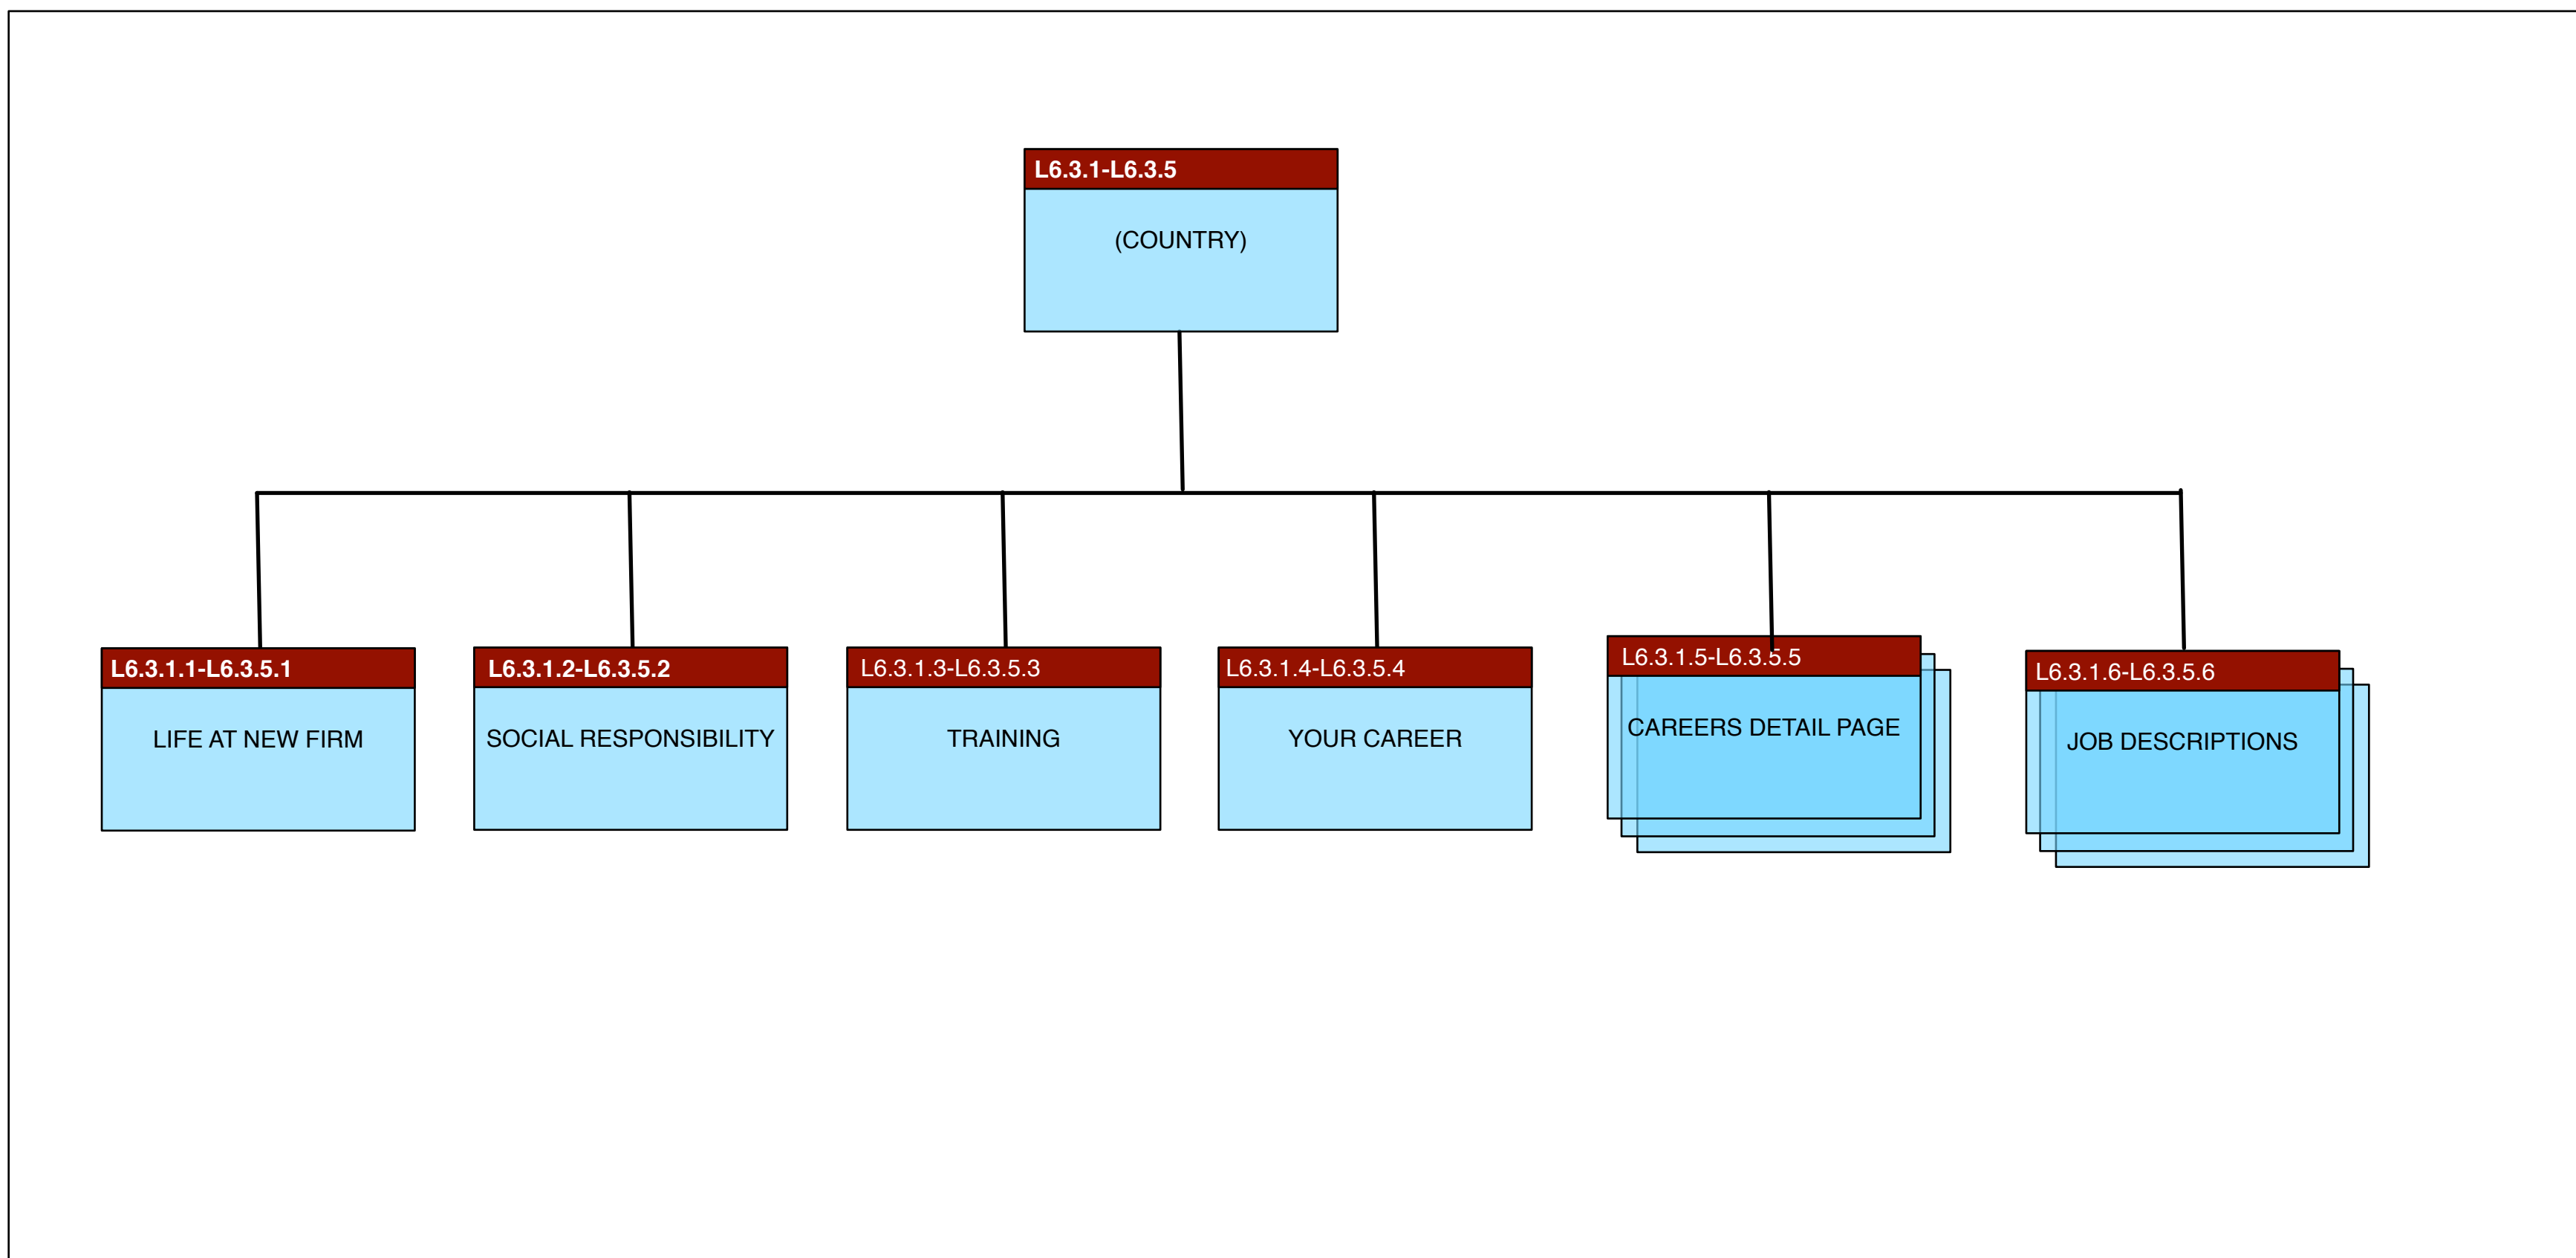 L6.3.1-L6.3.5
(COUNTRY)
L6.3.1.1-L6.3.5.1
LIFE AT NEW FIRM
L6.3.1.2-L6.3.5.2
SOCIAL RESPONSIBILITY
L6.3.1.3-L6.3.5.3
TRAINING
L6.3.1.4-L6.3.5.4
YOUR CAREER
L6.3.1.5-L6.3.5.5
CAREERS DETAIL PAGE
L6.3.1.6-L6.3.5.6
JOB DESCRIPTIONS